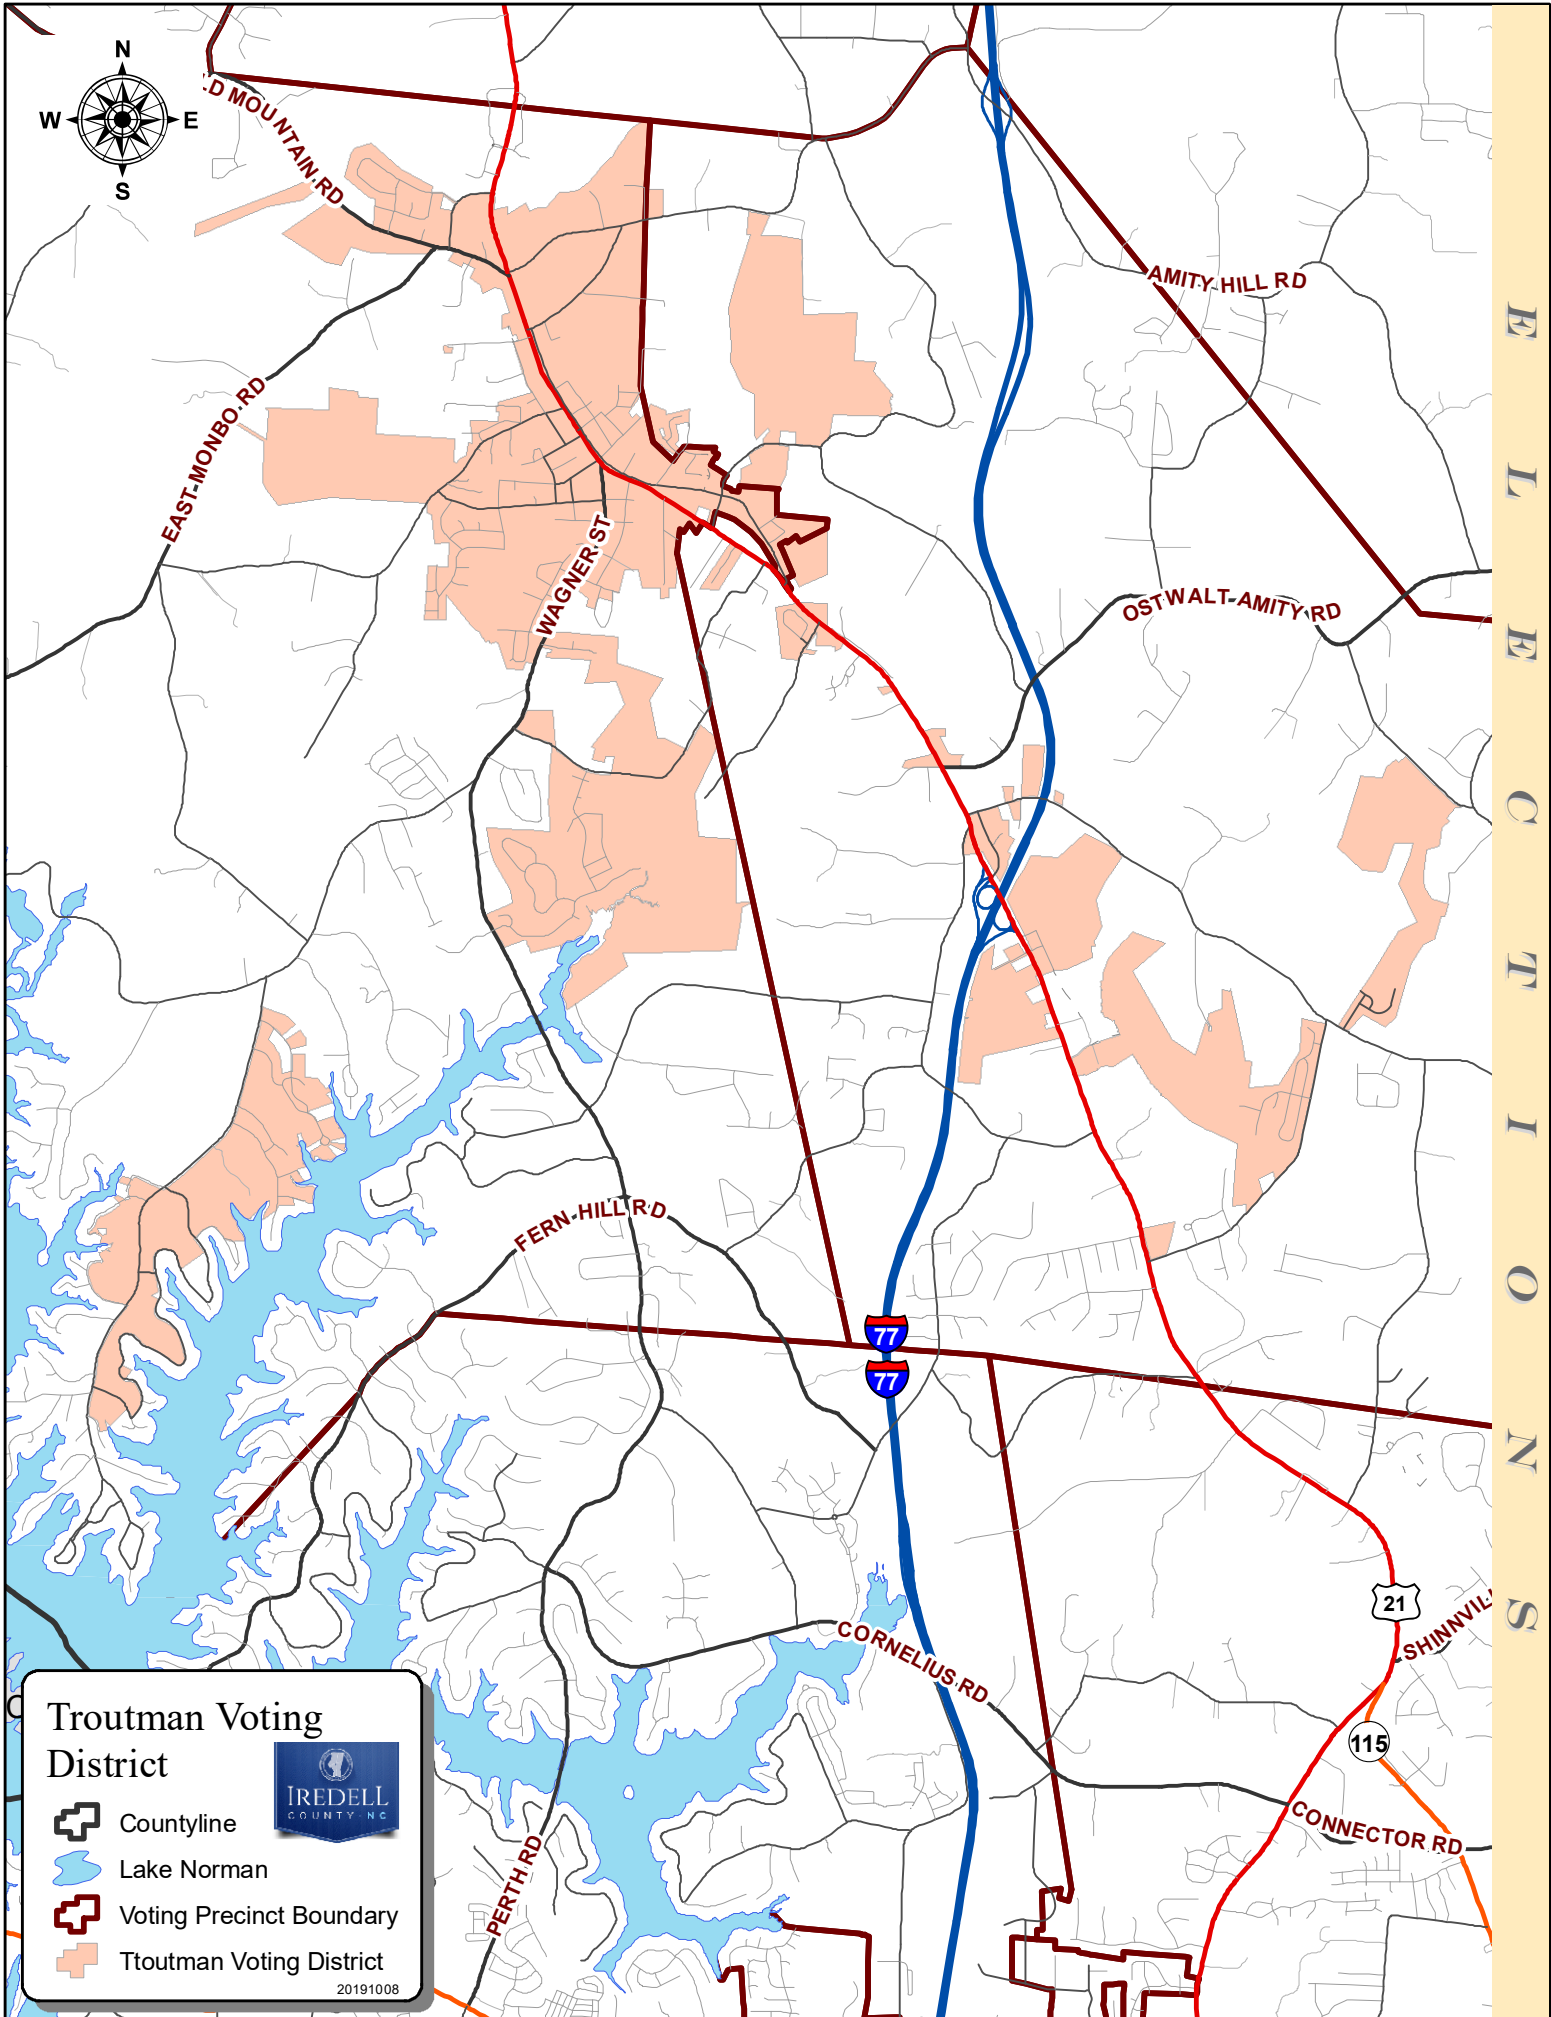 N
W
E
S
LD MOUNTAIN RD
AMITY HILL RD
EAST MONBO RD
WAGNER ST
OSTWALT AMITY RD
FERN HILL RD
77
77
21
SHINNVIL
CORNELIUS RD
115
CONNECTOR RD
PERTH RD
ELECTIONS
C
Troutman Voting
District
IREDELL
COUNTY NC
Countyline
Lake Norman
Voting Precinct Boundary
Ttoutman Voting District
20191008